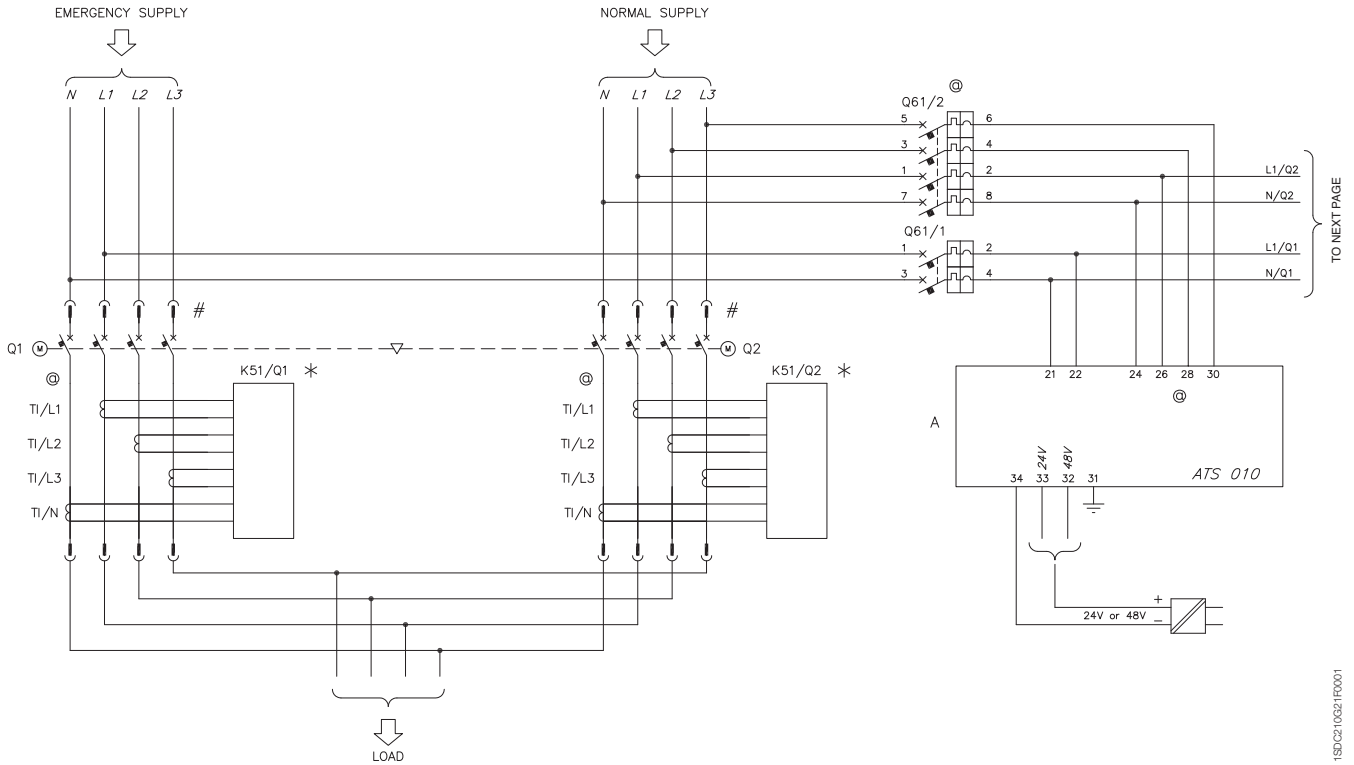 EMERGENCY SUPPLY
NORMAL SUPPLY
N L1 L2 L3
N L1 L2 L3
@
Q61/2
5 6
3 4
1 2 L1/Q2
7 8 N/Q2
Q61/1
1 2 L1/Q1
3 4 N/Q1
TO NEXT PAGE
#
#
Q1 M
M Q2
@
K51/Q1 *
@
K51/Q2 *
TI/L1
TI/L2
TI/L3
TI/N
TI/L1
TI/L2
TI/L3
TI/N
21 22 24 26 28 30
@
A
24V 48V
ATS 010
34 33 32 31
+
24V or 48V −
LOAD
1SDC210G21F0001